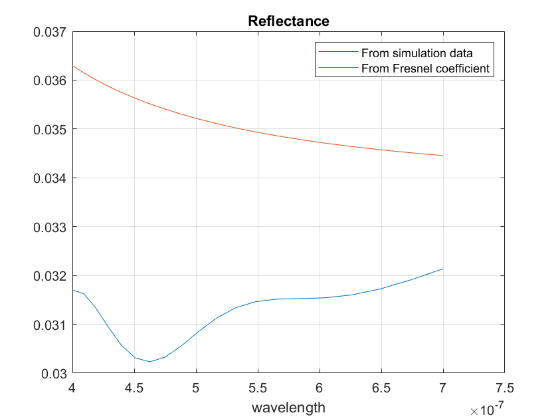 Reflectance
0.037
From simulation data
From Fresnel coefficient
0.036
0.035
0.034
0.033
0.032
0.031
0.03
4 4.5 5 5.5 6 6.5 7 7.5
wavelength
×10^-7